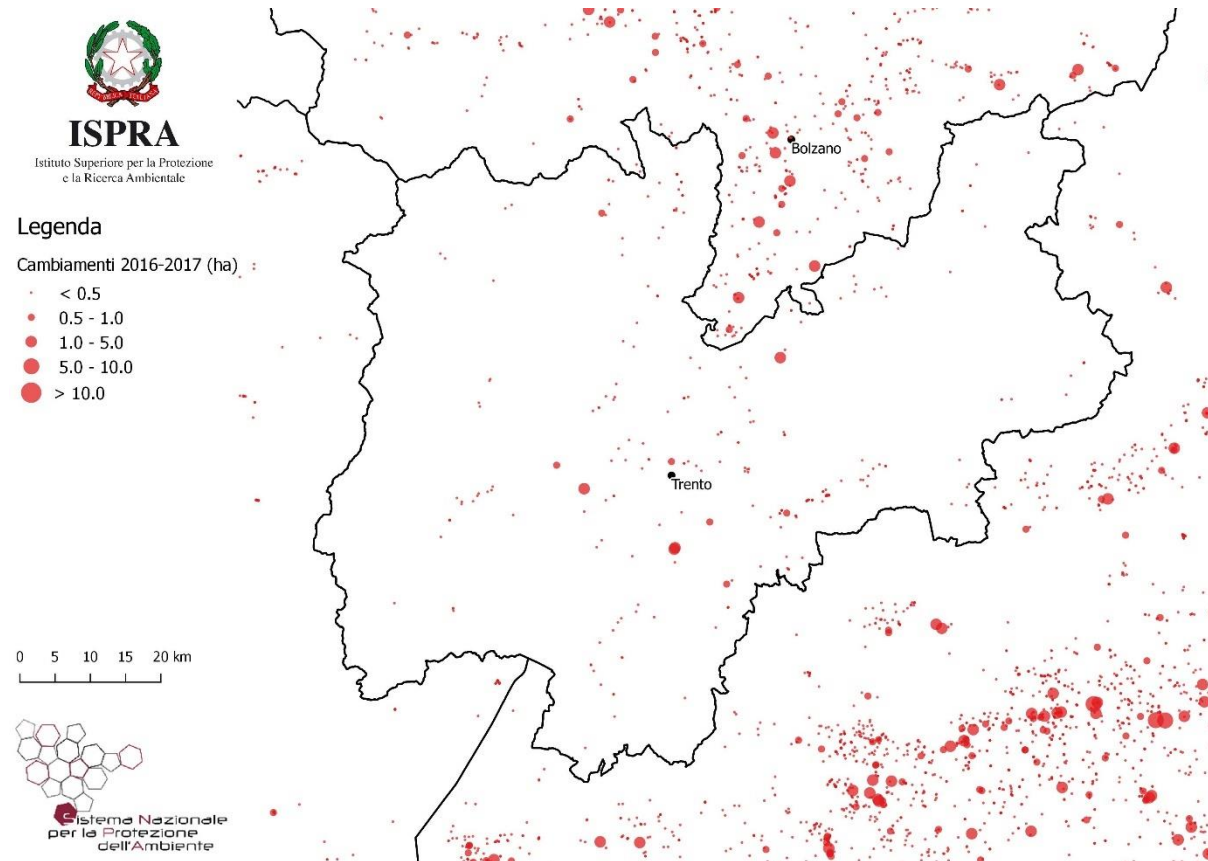 ISPRA
Istituto Superiore per la Protezione
e la Ricerca Ambientale
Legenda
Cambiamenti 2016-2017 (ha)
< 0.5
0.5 - 1.0
1.0 - 5.0
5.0 - 10.0
> 10.0
Bolzano
Trento
0 5 10 15 20 km
Sistema Nazionale
per la Protezione
dell'Ambiente